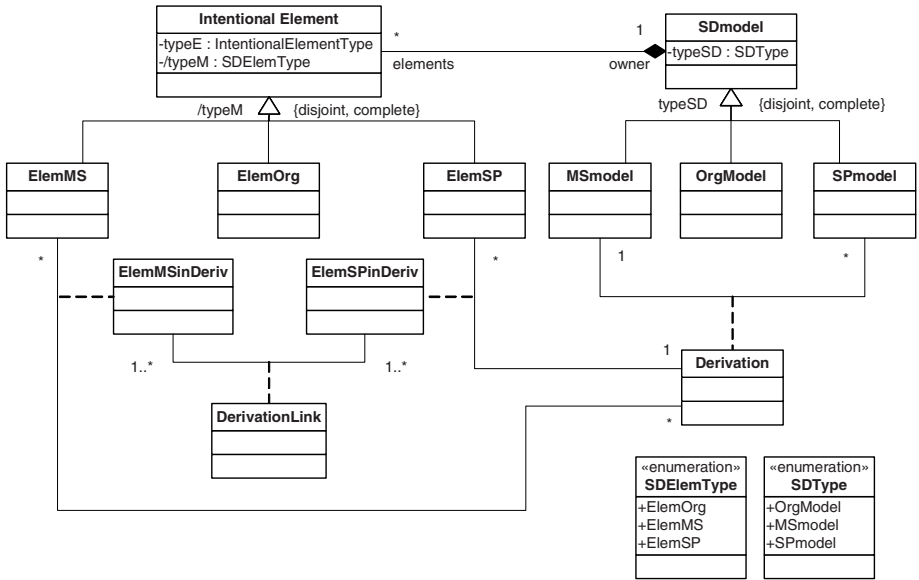 Intentional Element
-typeE : IntentionalElementType
-/typeM : SDElemType
*
elements
1
owner
SDmodel
-typeSD : SDType
/typeM
{disjoint, complete}
typeSD
{disjoint, complete}
ElemMS
ElemOrg
ElemSP
MSmodel
OrgModel
SPmodel
*
*
1
*
ElemMSinDeriv
ElemSPinDeriv
1..*
1..*
1
Derivation
*
DerivationLink
«enumeration»
SDElemType
+ElemOrg
+ElemMS
+ElemSP
«enumeration»
SDType
+OrgModel
+MSmodel
+SPmodel